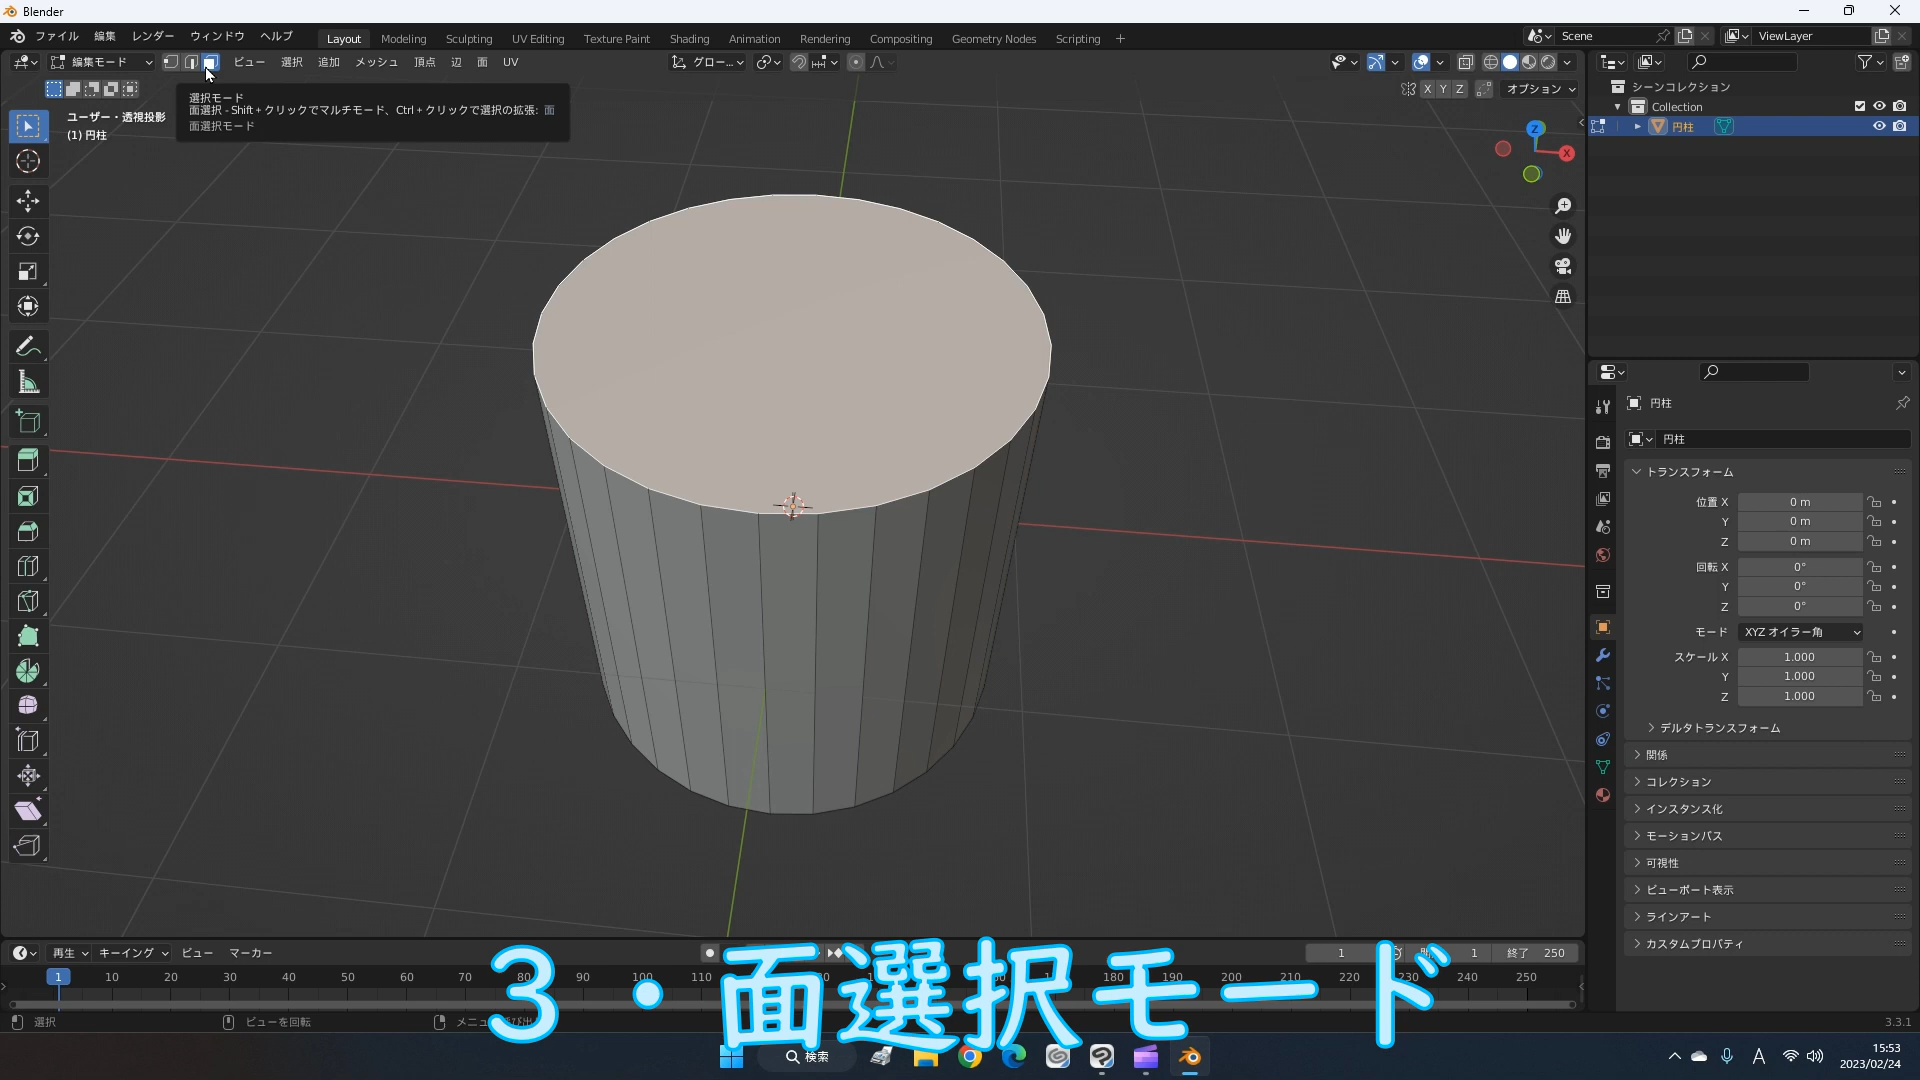 Blender
ファイル 編集 レンダー ウィンドウ ヘルプ Layout Modeling Sculpting UV Editing Texture Paint Shading Animation Rendering Compositing Geometry Nodes Scripting + Scene ViewLayer
編集モード ビュー 選択 追加 メッシュ 頂点 辺 面 UV グロー...
X Y Z オプション
選択モード
面選択 - Shift + クリックでマルチモード、Ctrl + クリックで選択の拡張: 面
面選択モード
ユーザー・透視投影
(1) 円柱
Z
X
シーンコレクション
Collection
円柱
円柱
円柱
トランスフォーム
位置 X 0 m
Y 0 m
Z 0 m
回転 X 0°
Y 0°
Z 0°
モード XYZ オイラー角
スケール X 1.000
Y 1.000
Z 1.000
デルタトランスフォーム
関係
コレクション
インスタンス化
モーションパス
可視性
ビューポート表示
ラインアート
カスタムプロパティ
再生 キーイング ビュー マーカー 1 1 終了 250
1 10 20 30 40 50 60 70 80 90 100 110 180 190 200 210 220 230 240 250
選択 ビューを回転 3.3.1
3・面選択モード
検索
A 15:53
2023/02/24